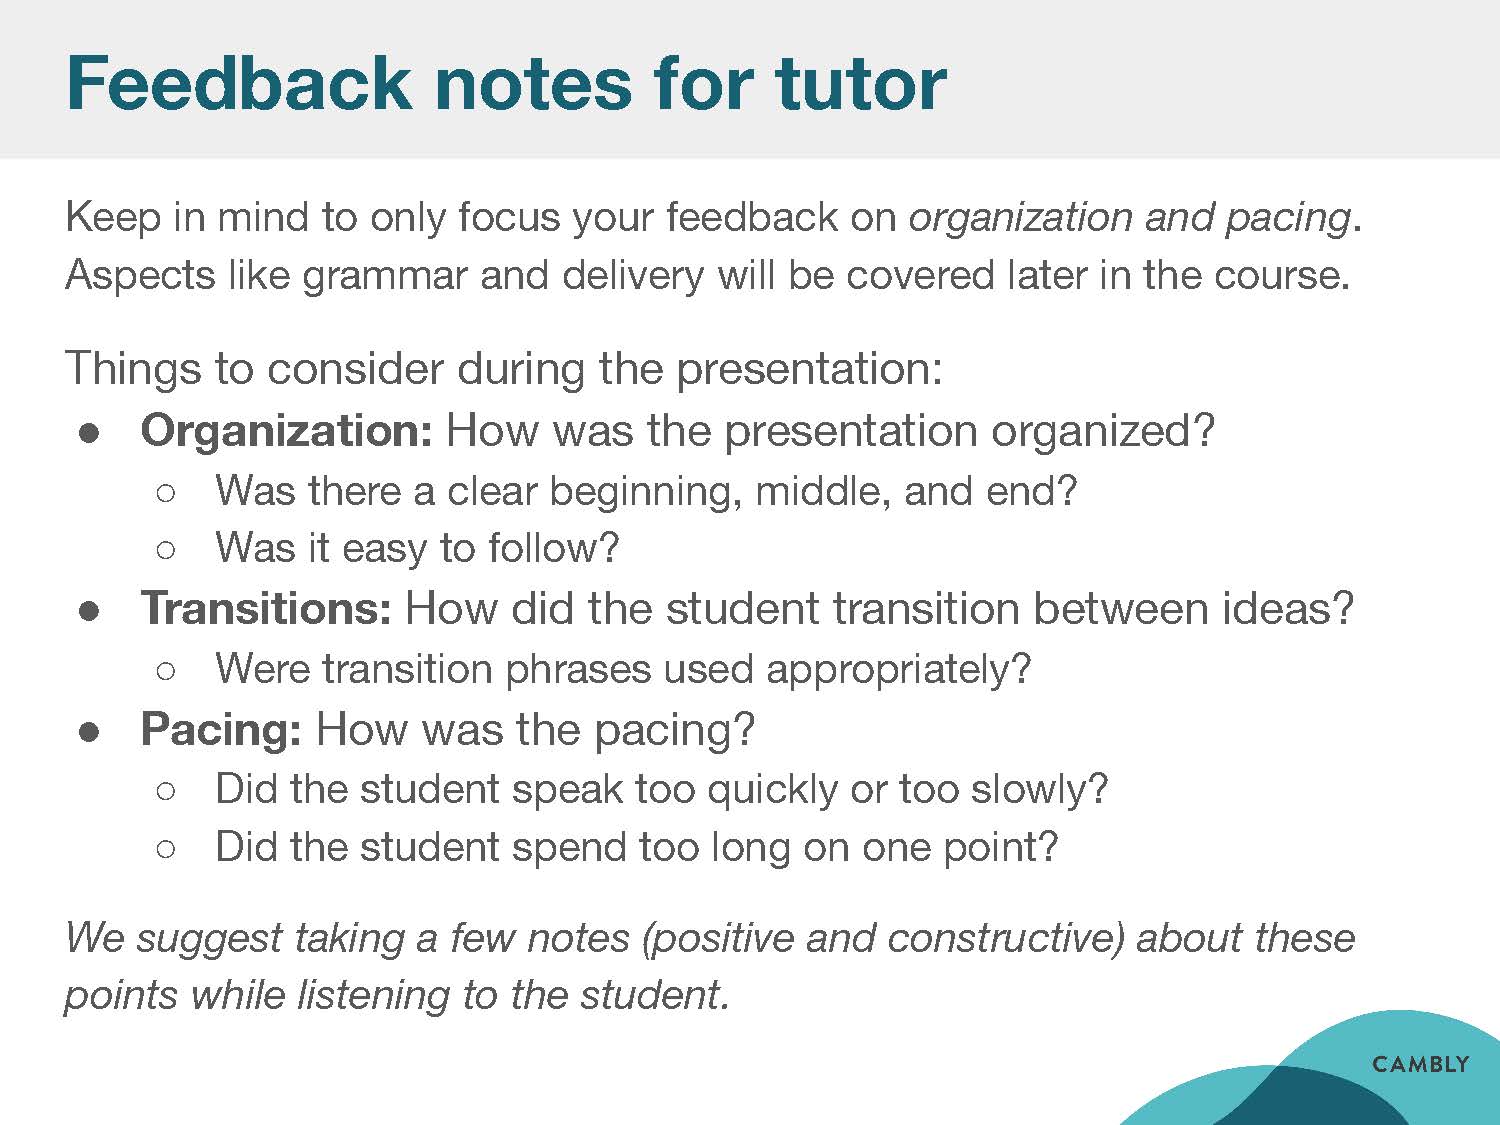 Feedback notes for tutor
Keep in mind to only focus your feedback on organization and pacing.
Aspects like grammar and delivery will be covered later in the course.
Things to consider during the presentation:
● Organization: How was the presentation organized?
○ Was there a clear beginning, middle, and end?
○ Was it easy to follow?
● Transitions: How did the student transition between ideas?
○ Were transition phrases used appropriately?
● Pacing: How was the pacing?
○ Did the student speak too quickly or too slowly?
○ Did the student spend too long on one point?
We suggest taking a few notes (positive and constructive) about these
points while listening to the student.
CAMBLY